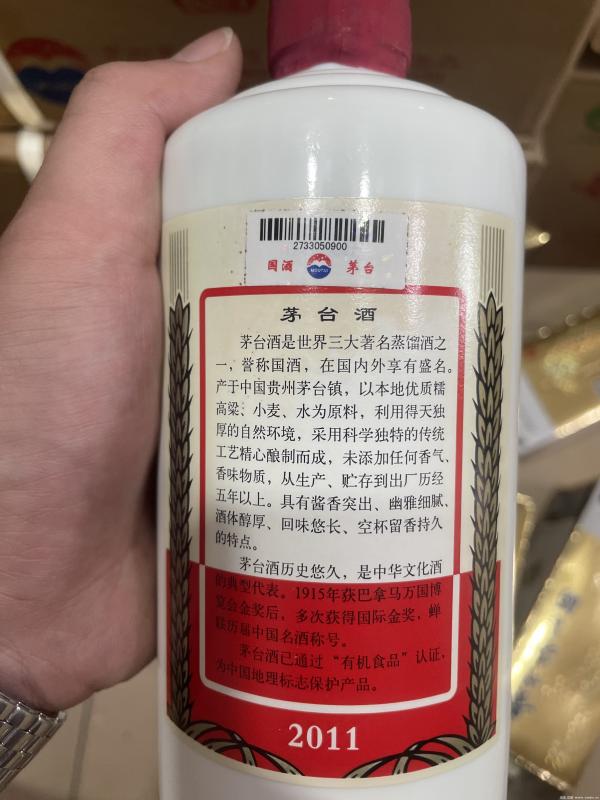 2733050900
国酒 MOUTAI 茅台
茅台酒
茅台酒是世界三大著名蒸馏酒之
一，誉称国酒，在国内外享有盛名。
产于中国贵州茅台镇，以本地优质糯
高粱、小麦、水为原料，利用得天独
厚的自然环境，采用科学独特的传统
工艺精心酿制而成，未添加任何香气、
香味物质，从生产、贮存到出厂历经
五年以上。具有酱香突出、幽雅细腻、
酒体醇厚、回味悠长、空杯留香持久
的特点。
茅台酒历史悠久，是中华文化酒
的典型代表。1915年获巴拿马万国博
览会金奖后，多次获得国际金奖，蝉
联历届中国名酒称号。
茅台酒已通过“有机食品”认证，
为中国地理标志保护产品。
2011